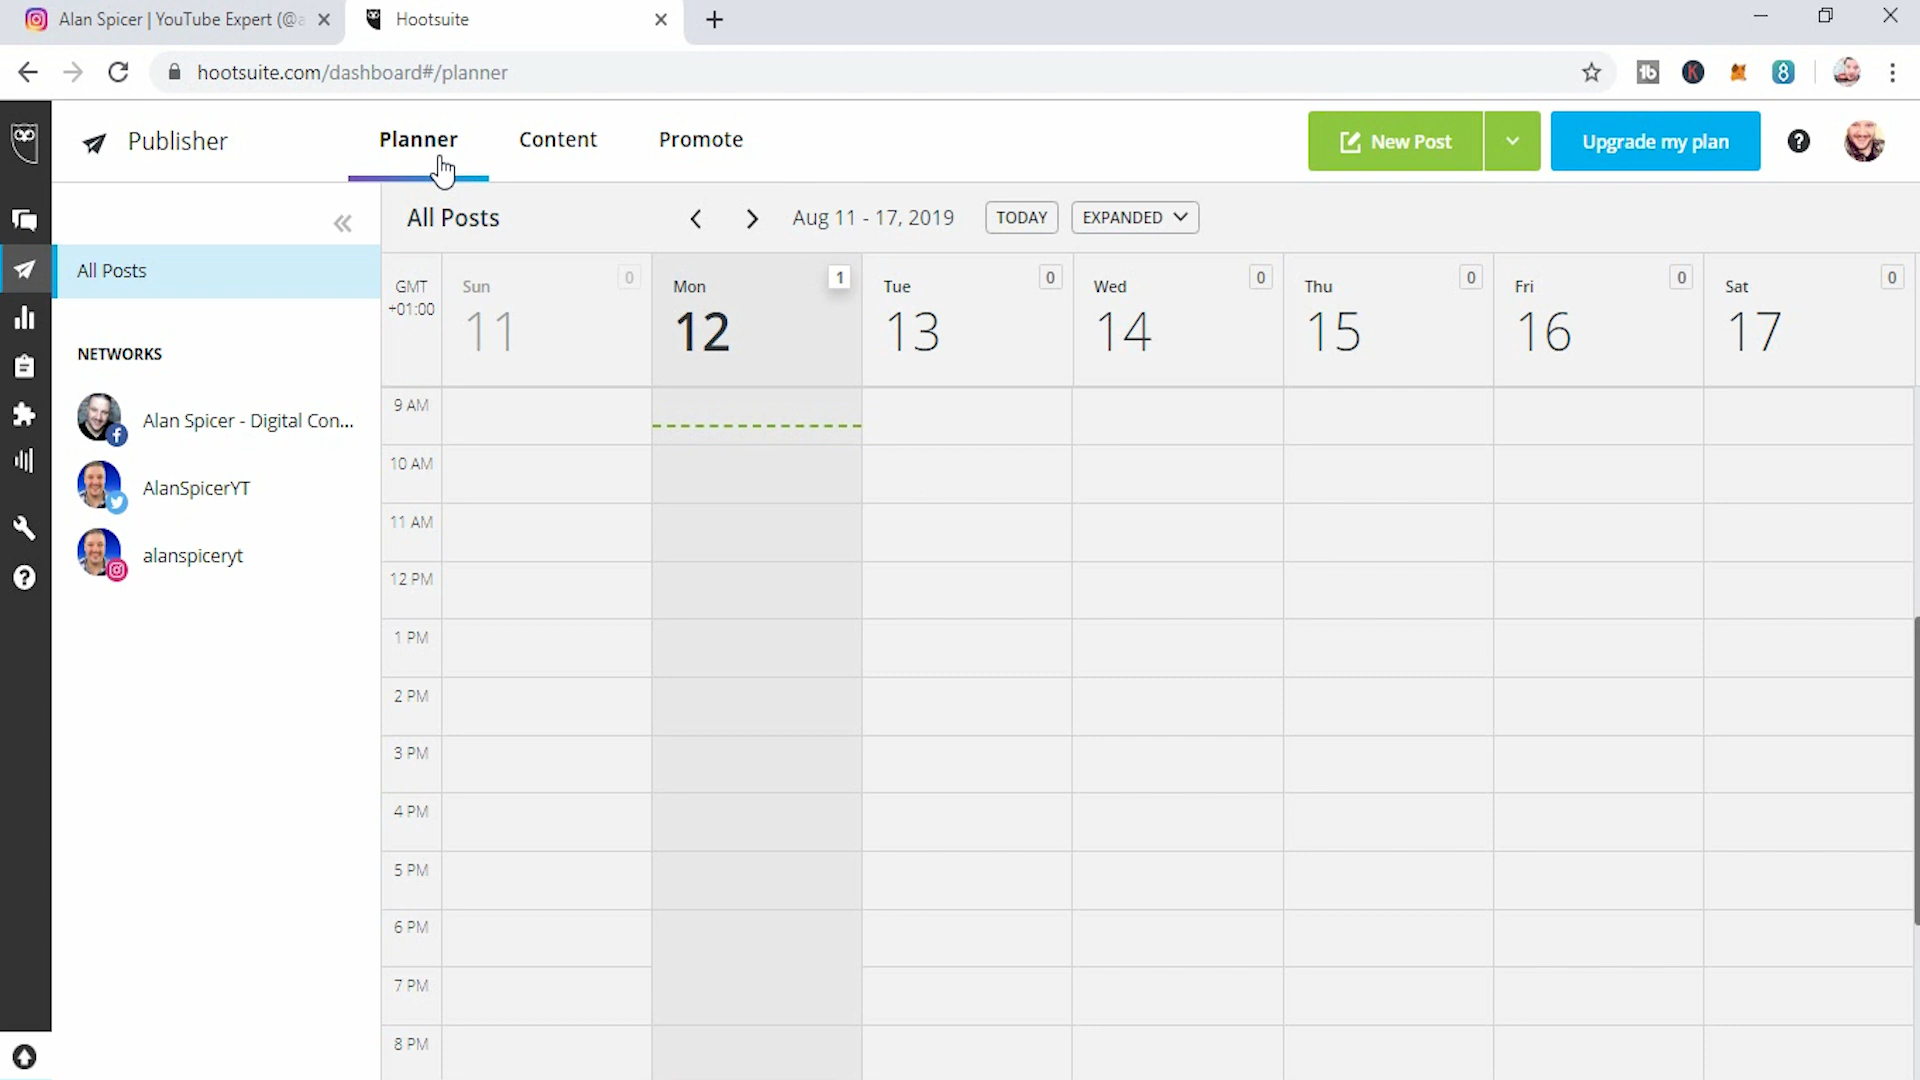 Alan Spicer | YouTube Expert (@a
Hootsuite
hootsuite.com/dashboard#/planner
Publisher
Planner
Content
Promote
New Post
Upgrade my plan
All Posts
Aug 11 - 17, 2019
TODAY
EXPANDED
All Posts
NETWORKS
Alan Spicer - Digital Con...
AlanSpicerYT
alanspiceryt
GMT
+01:00
Sun
0
11
Mon
1
12
Tue
0
13
Wed
0
14
Thu
0
15
Fri
0
16
Sat
0
17
9 AM
10 AM
11 AM
12 PM
1 PM
2 PM
3 PM
4 PM
5 PM
6 PM
7 PM
8 PM